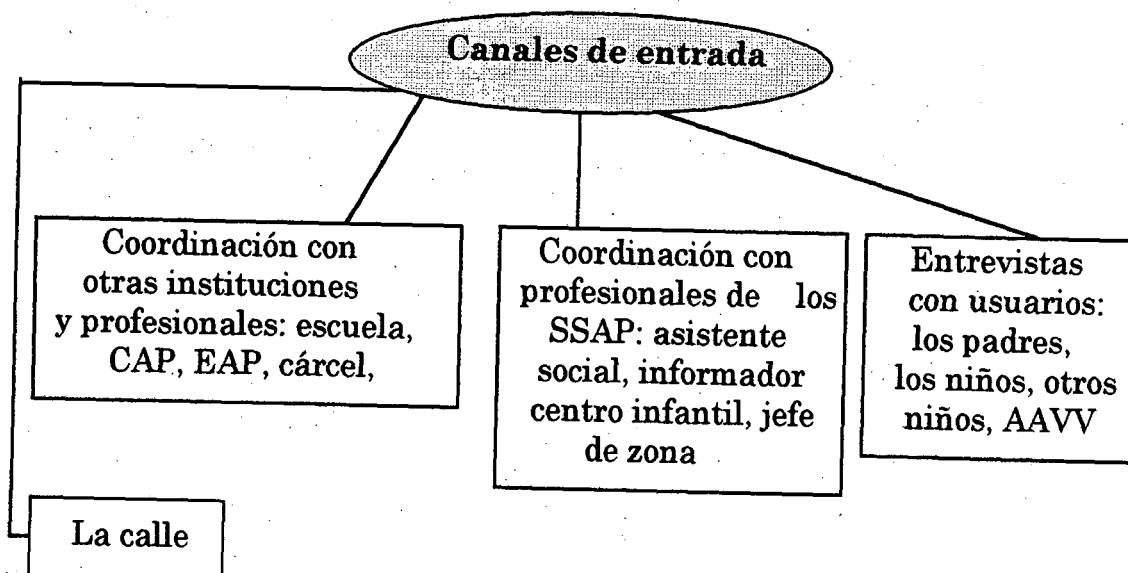 Canales de entrada
Coordinación con
otras instituciones
y profesionales: escuela,
CAP, EAP, cárcel,
Coordinación con
profesionales de los
SSAP: asistente
social, informador
centro infantil, jefe
de zona
Entrevistas
con usuarios:
los padres,
los niños, otros
niños, AAVV
La calle